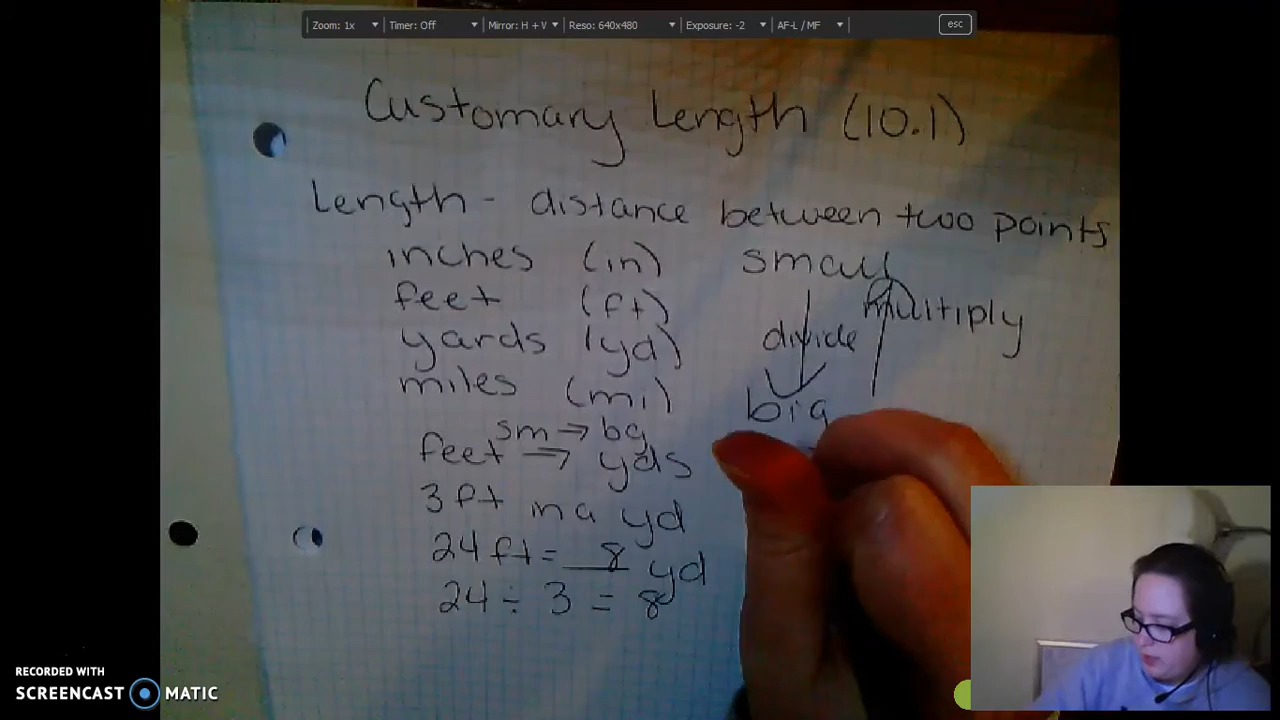 Zoom: 1x Timer: Off Mirror: H + V Reso: 640x480 Exposure: -2 AF-L / MF esc
Customary Length (10.1)
Length - distance between two points
inches (in) small
feet (ft) multiply
yards (yd) divide
miles (mi) big
sm → bg
feet → yds
3 ft in a yd
24 ft = 8 yd
24 ÷ 3 = 8
RECORDED WITH
SCREENCAST MATIC